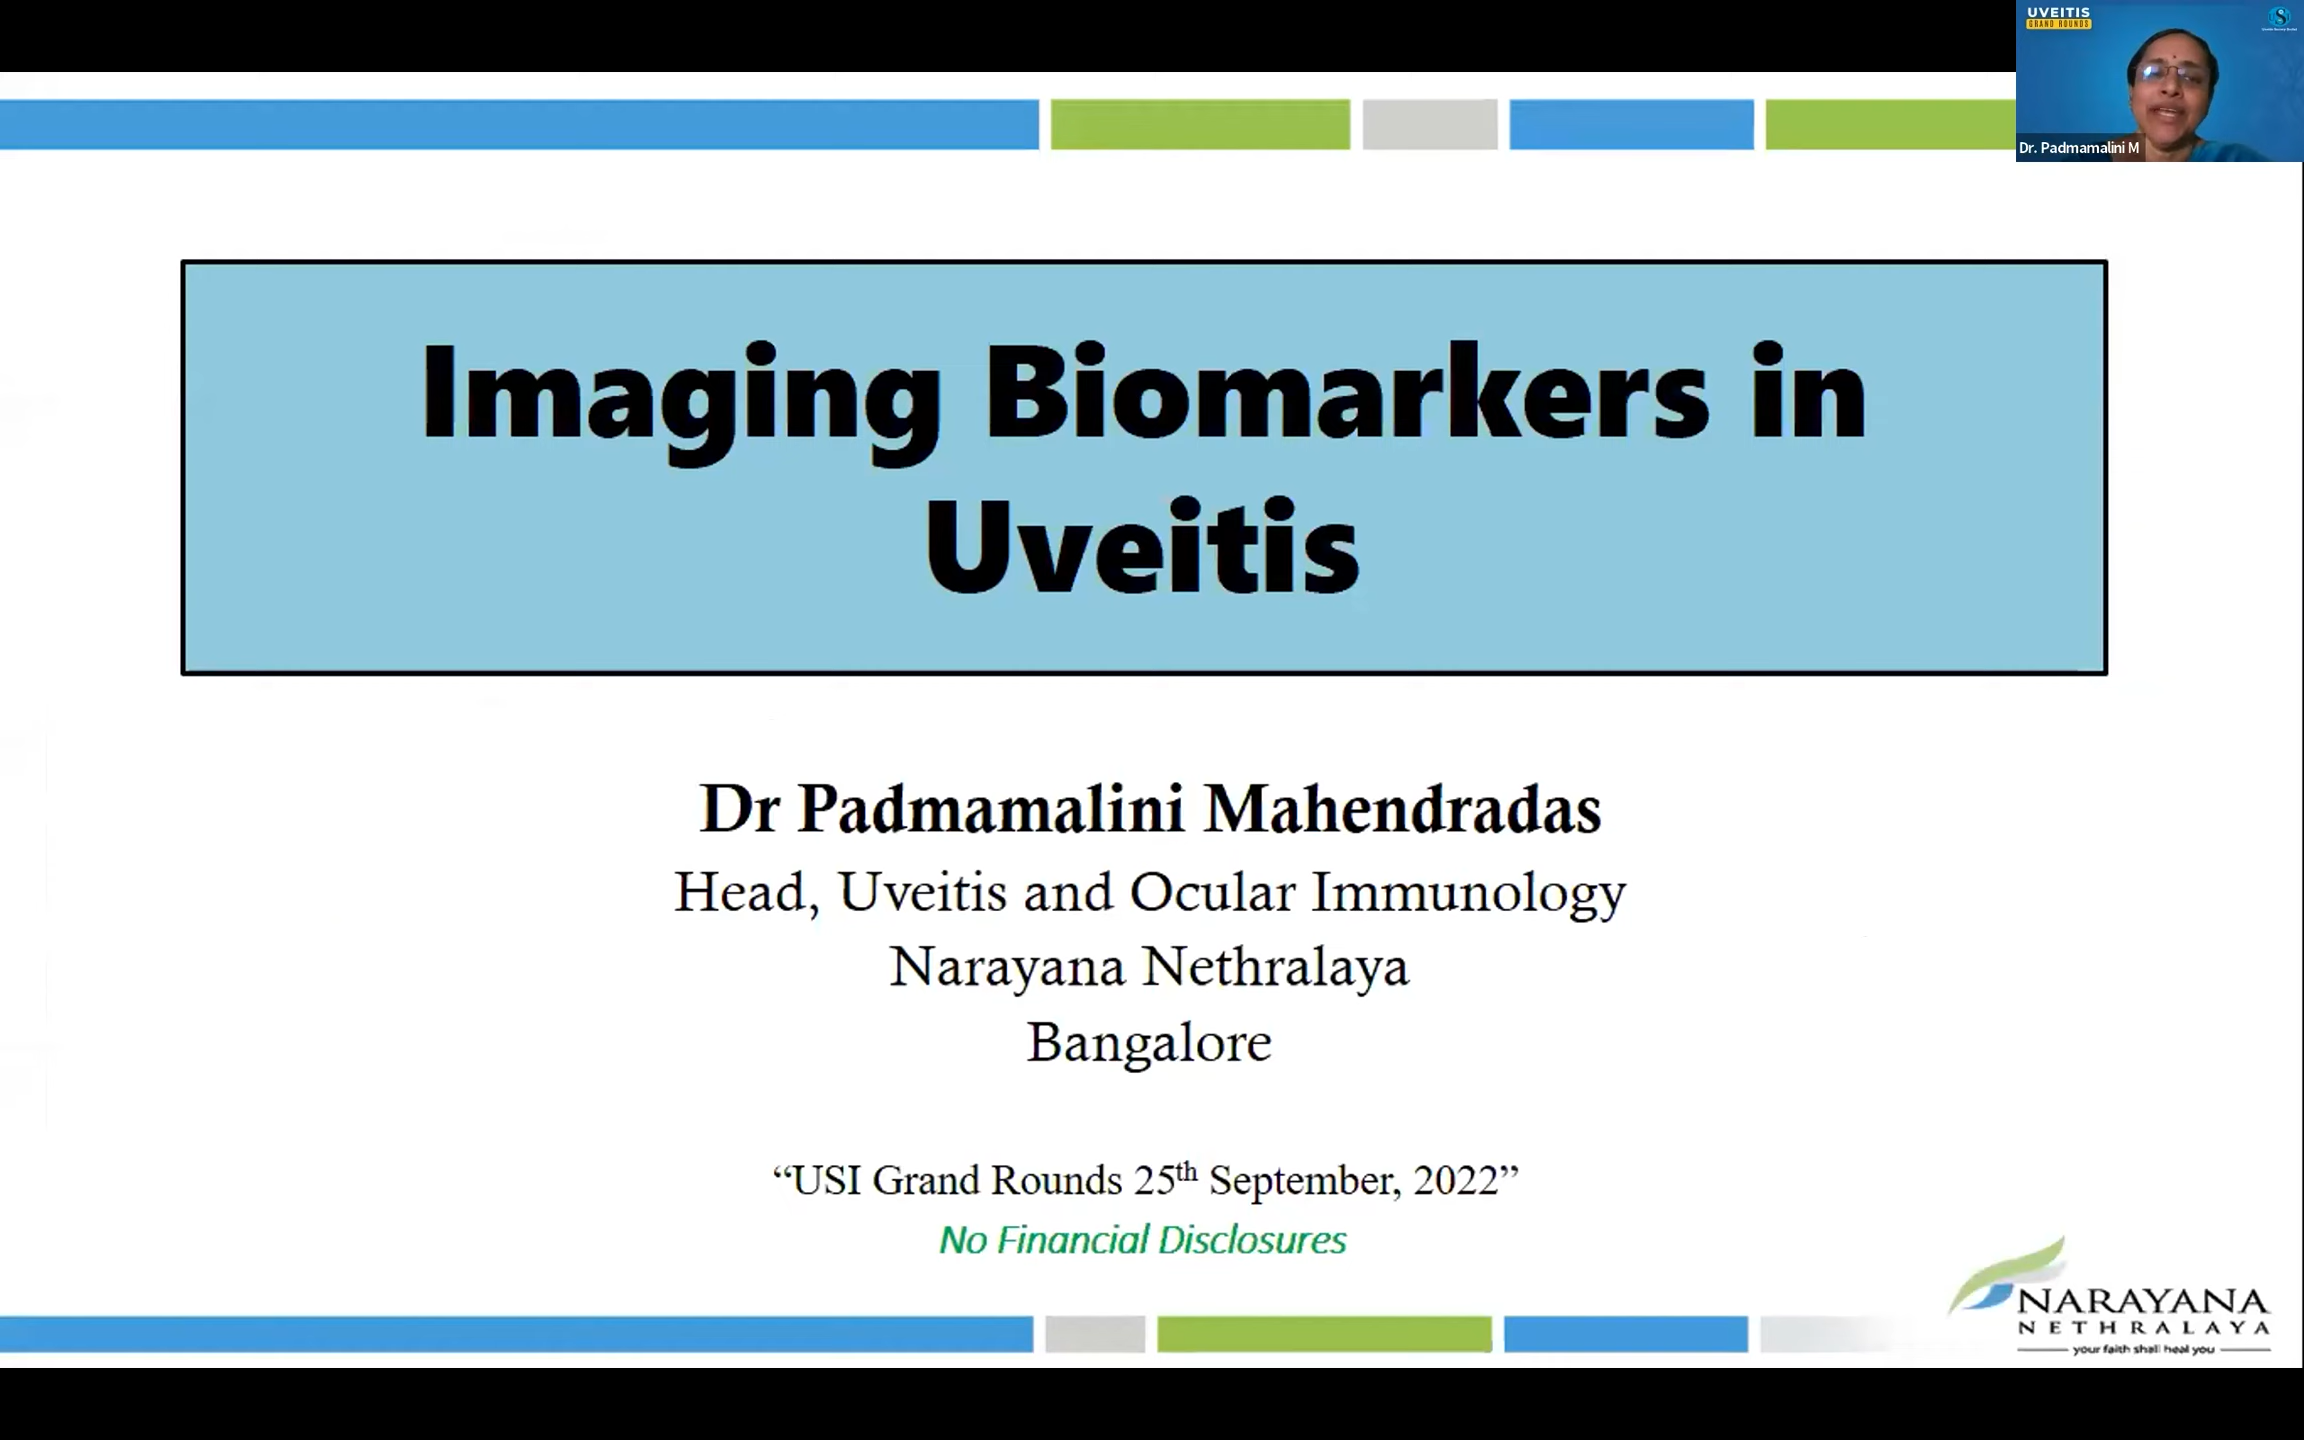 UVEITIS
GRAND ROUNDS
Dr. Padmamalini M
Imaging Biomarkers in
Uveitis
Dr Padmamalini Mahendradas
Head, Uveitis and Ocular Immunology
Narayana Nethralaya
Bangalore
“USI Grand Rounds 25th September, 2022”
No Financial Disclosures
NARAYANA
NETHRALAYA
your faith shall heal you